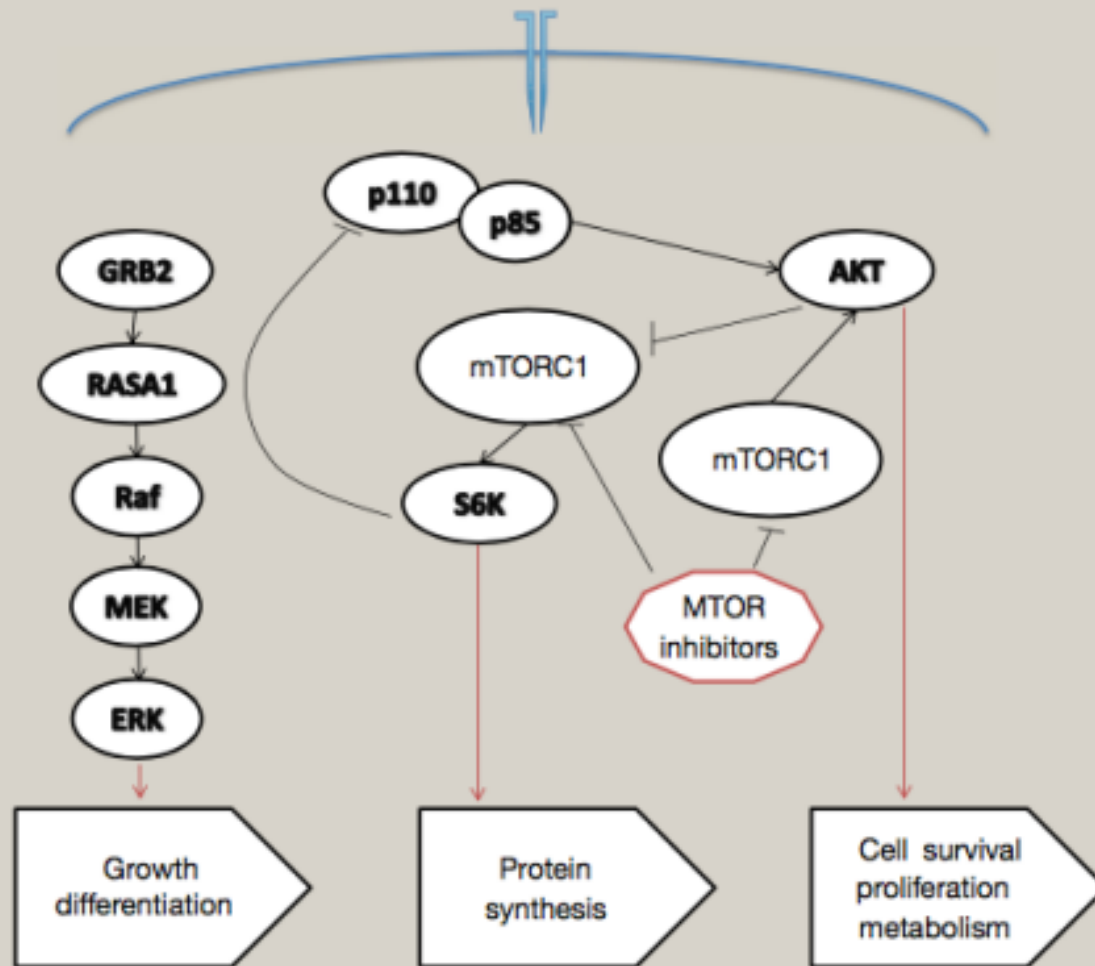 p110
p85
GRB2
AKT
RASA1
mTORC1
mTORC1
Raf
S6K
MEK
MTOR
inhibitors
ERK
Growth
differentiation
Protein
synthesis
Cell survival
proliferation
metabolism